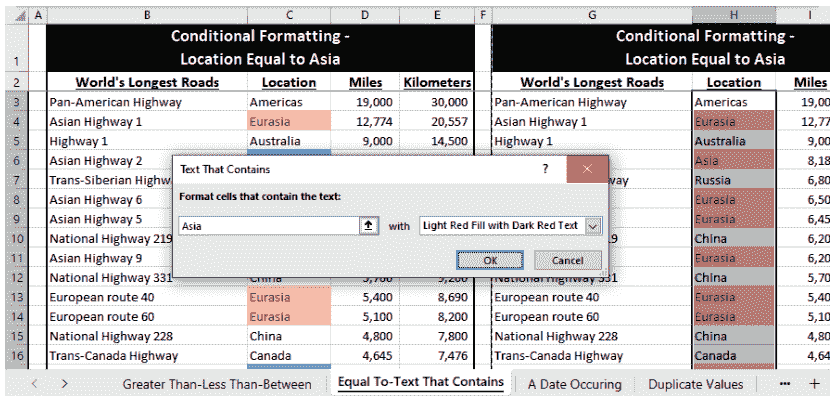 A B C D E F G H I
1 Conditional Formatting - Conditional Formatting -
Location Equal to Asia Location Equal to Asia
2 World's Longest Roads Location Miles Kilometers World's Longest Roads Location Miles
3 Pan-American Highway Americas 19,000 30,000 Pan-American Highway Americas 19,00
4 Asian Highway 1 Eurasia 12,774 20,557 Asian Highway 1 Eurasia 12,77
5 Highway 1 Australia 9,000 14,500 Highway 1 Australia 9,00
6 Asian Highway 2 Asia 8,18
7 Trans-Siberian Highw way Russia 6,80
8 Asian Highway 6 Eurasia 6,50
9 Asian Highway 5 Eurasia 6,45
10 National Highway 219 19 China 6,20
11 Asian Highway 9 Eurasia 6,20
12 National Highway 331 China 5,700 9,200 National Highway 331 China 5,70
13 European route 40 Eurasia 5,400 8,690 European route 40 Eurasia 5,40
14 European route 60 Eurasia 5,100 8,200 European route 60 Eurasia 5,10
15 National Highway 228 China 4,800 7,800 National Highway 228 China 4,80
16 Trans-Canada Highway Canada 4,645 7,476 Trans-Canada Highway Canada 4,64
Text That Contains ?
Format cells that contain the text:
Asia with Light Red Fill with Dark Red Text
OK Cancel
Greater Than-Less Than-Between Equal To-Text That Contains A Date Occuring Duplicate Values ... +